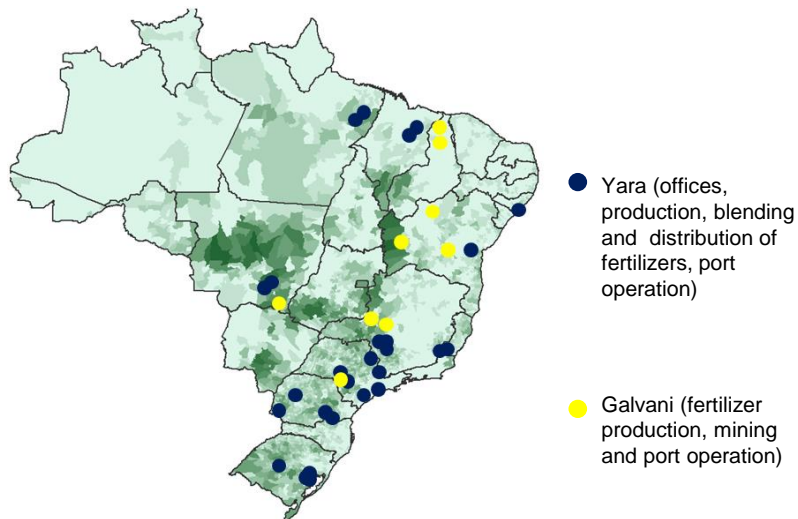 Yara (offices,
production, blending
and distribution of
fertilizers, port
operation)
Galvani (fertilizer
production, mining
and port operation)